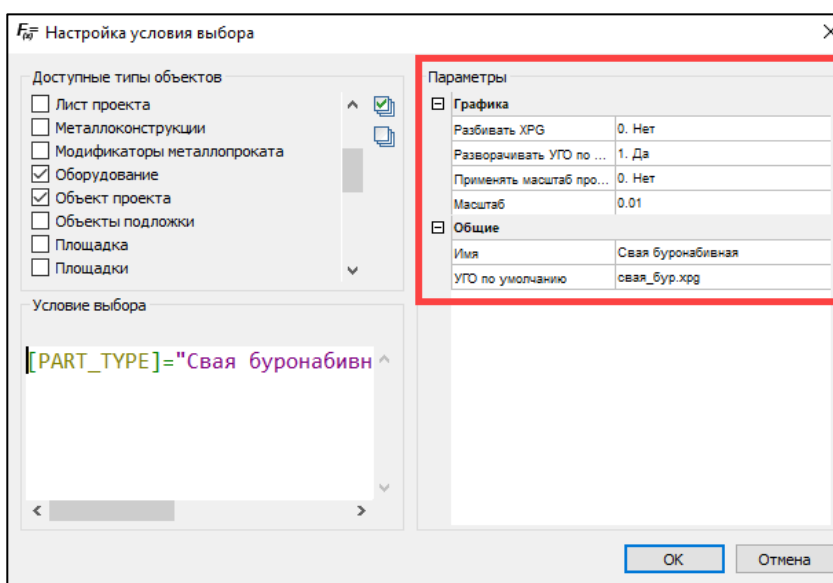 Настройка условия выбора
Доступные типы объектов
Лист проекта
Металлоконструкции
Модификаторы металлопроката
Оборудование
Объект проекта
Объекты подложки
Площадка
Площадки
Условие выбора
[PART_TYPE]="Свая буронабивн
Параметры
Графика
Разбивать XPG 0. Нет
Разворачивать УГО по ... 1. Да
Применять масштаб про... 0. Нет
Масштаб 0.01
Общие
Имя Свая буронабивная
УГО по умолчанию свая_бур.xpg
OK Отмена